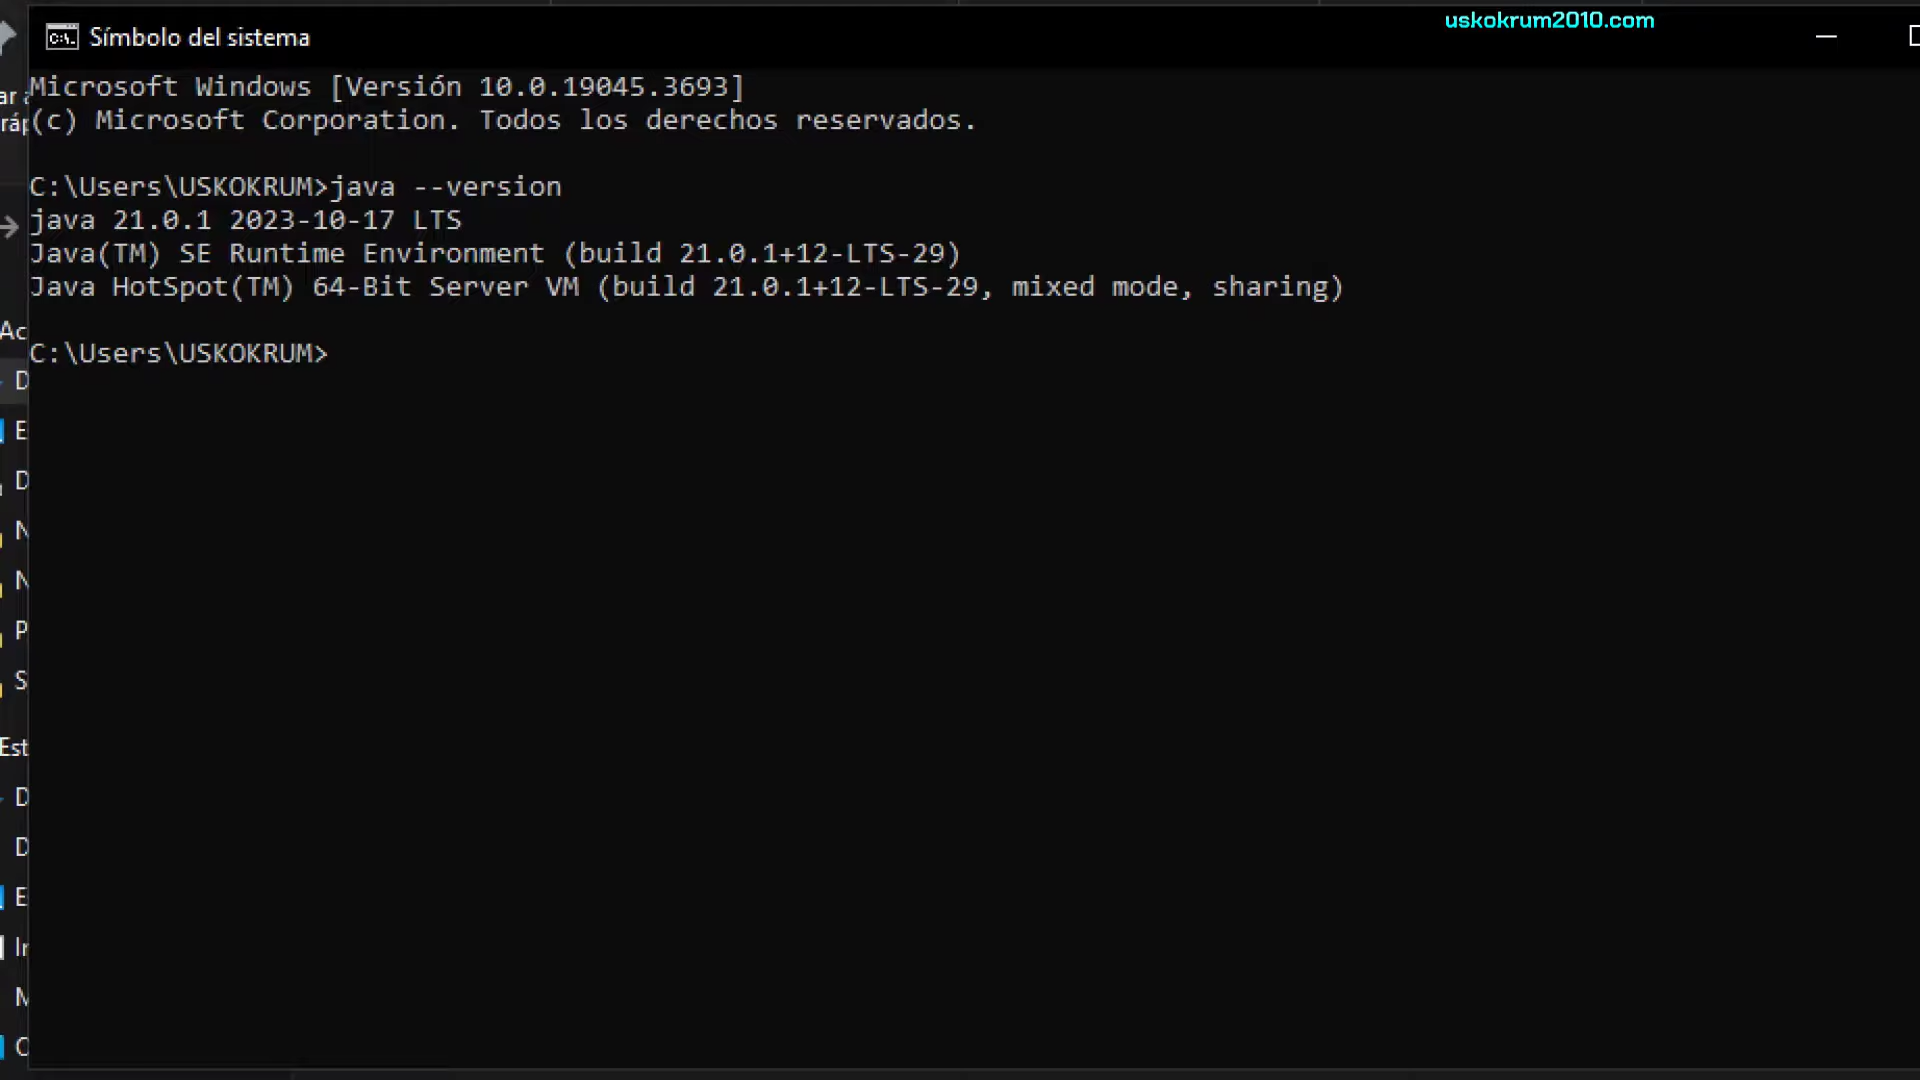 uskokrum2010.com
Símbolo del sistema
Microsoft Windows [Versión 10.0.19045.3693]
(c) Microsoft Corporation. Todos los derechos reservados.
C:\Users\USKOKRUM>java --version
java 21.0.1 2023-10-17 LTS
Java(TM) SE Runtime Environment (build 21.0.1+12-LTS-29)
Java HotSpot(TM) 64-Bit Server VM (build 21.0.1+12-LTS-29, mixed mode, sharing)
C:\Users\USKOKRUM>